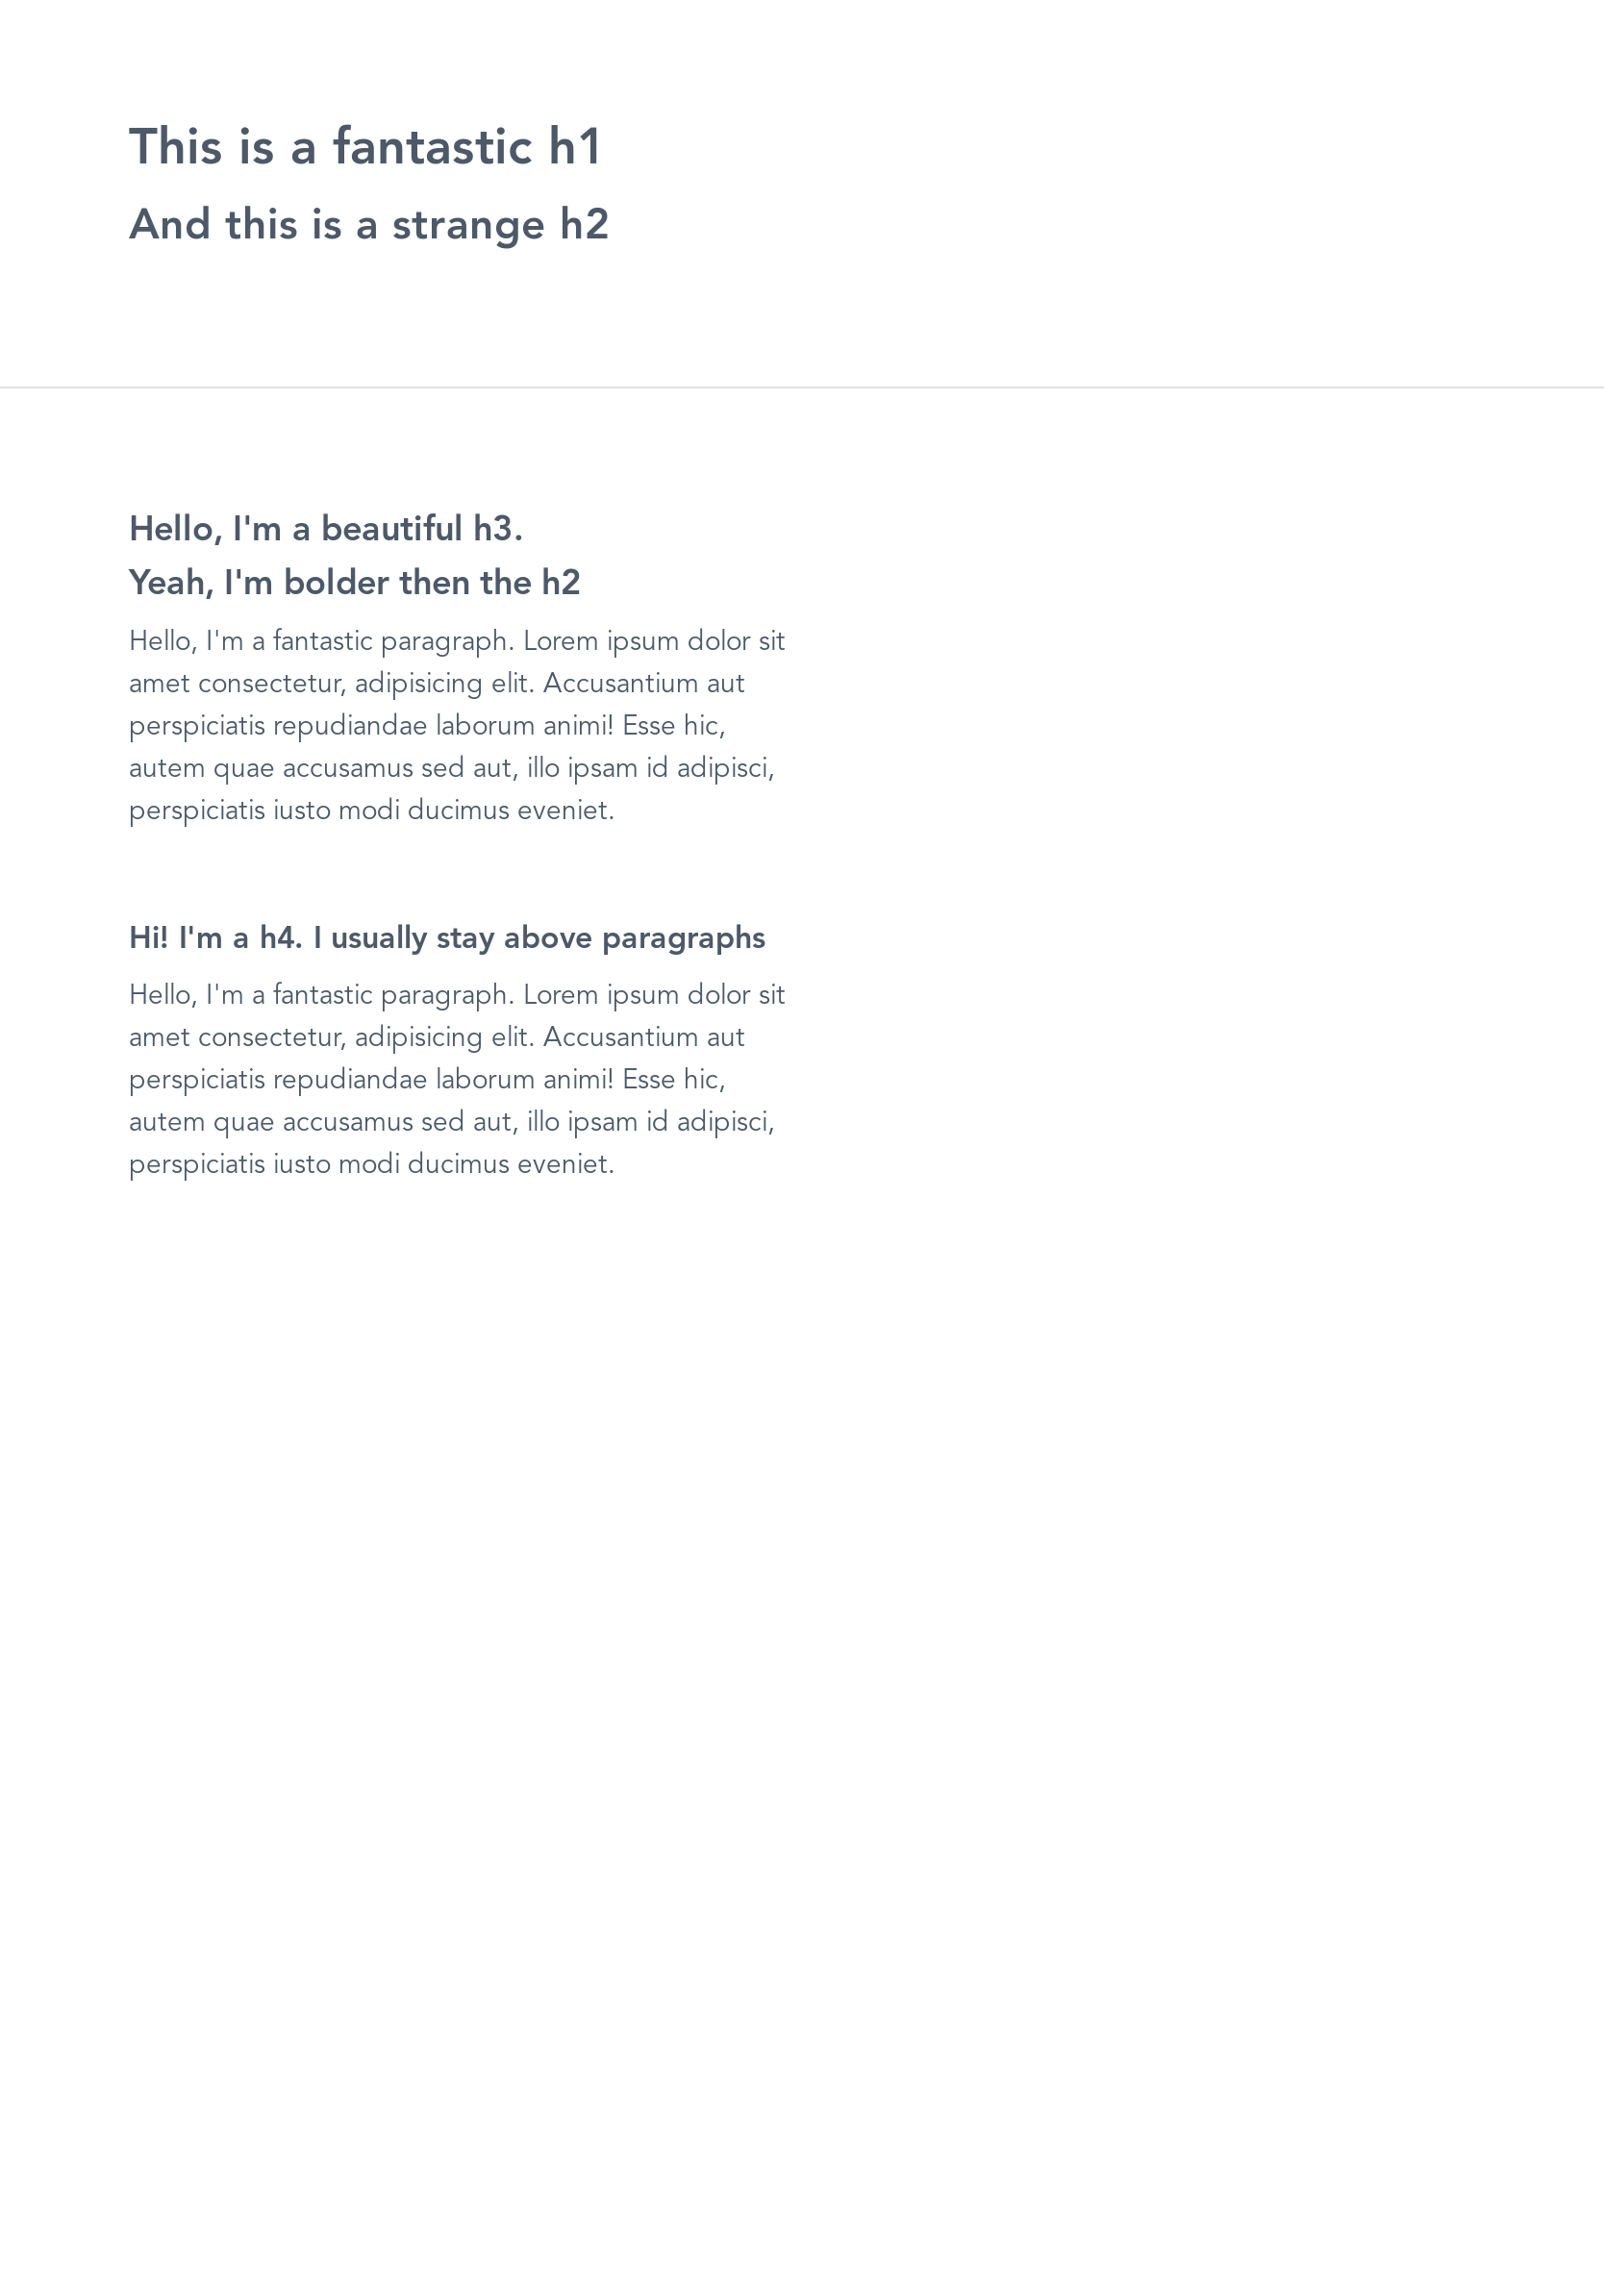 This is a fantastic h1
And this is a strange h2
Hello, I'm a beautiful h3.
Yeah, I'm bolder then the h2
Hello, I'm a fantastic paragraph. Lorem ipsum dolor sit
amet consectetur, adipisicing elit. Accusantium aut
perspiciatis repudiandae laborum animi! Esse hic,
autem quae accusamus sed aut, illo ipsam id adipisci,
perspiciatis iusto modi ducimus eveniet.
Hi! I'm a h4. I usually stay above paragraphs
Hello, I'm a fantastic paragraph. Lorem ipsum dolor sit
amet consectetur, adipisicing elit. Accusantium aut
perspiciatis repudiandae laborum animi! Esse hic,
autem quae accusamus sed aut, illo ipsam id adipisci,
perspiciatis iusto modi ducimus eveniet.